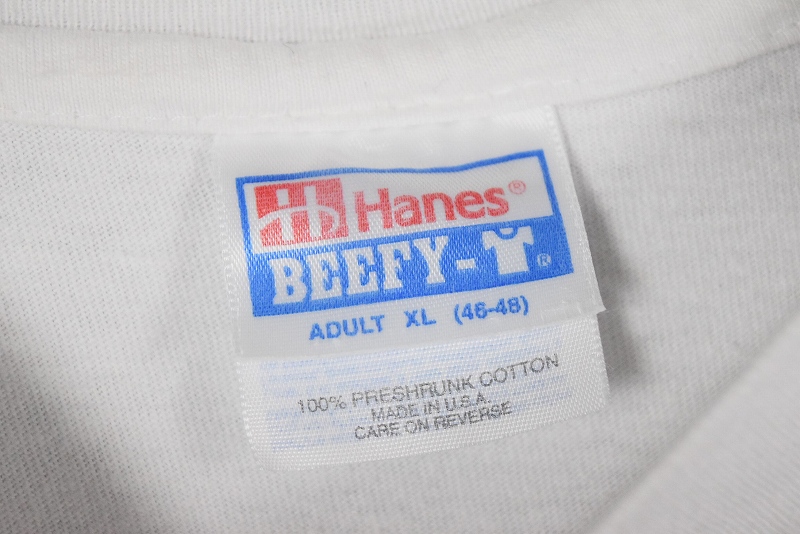 Hanes®
BEEFY-T®
ADULT XL (46-48)
100% PRESHRUNK COTTON
MADE IN U.S.A.
CARE ON REVERSE